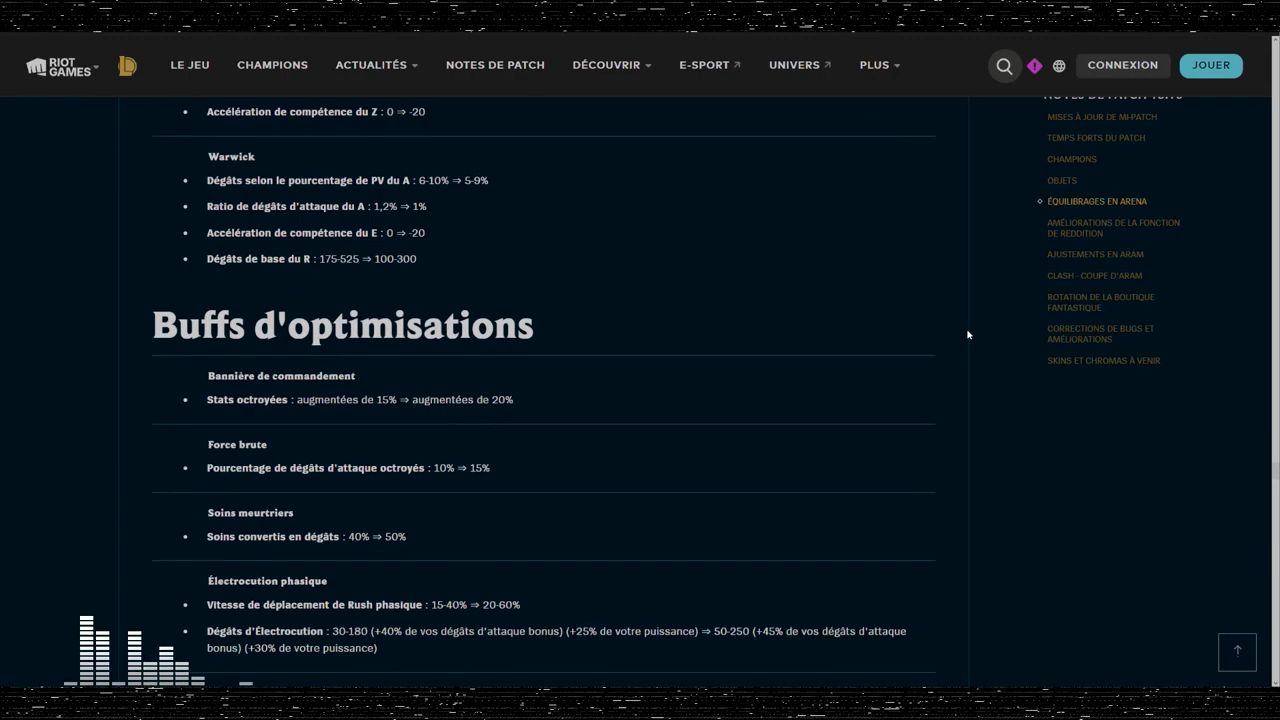 RIOT
GAMES
LE JEU
CHAMPIONS
ACTUALITÉS
NOTES DE PATCH
DÉCOUVRIR
E-SPORT
UNIVERS
PLUS
CONNEXION
JOUER
Accélération de compétence du Z : 0 ⇒ -20
Warwick
Dégâts selon le pourcentage de PV du A : 6-10% ⇒ 5-9%
Ratio de dégâts d'attaque du A : 1,2% ⇒ 1%
Accélération de compétence du E : 0 ⇒ -20
Dégâts de base du R : 175-525 ⇒ 100-300
Buffs d'optimisations
Bannière de commandement
Stats octroyées : augmentées de 15% ⇒ augmentées de 20%
Force brute
Pourcentage de dégâts d'attaque octroyés : 10% ⇒ 15%
Soins meurtriers
Soins convertis en dégâts : 40% ⇒ 50%
Électrocution phasique
Vitesse de déplacement de Rush phasique : 15-40% ⇒ 20-60%
Dégâts d'Électrocution : 30-180 (+40% de vos dégâts d'attaque bonus) (+25% de votre puissance) ⇒ 50-250 (+45% de vos dégâts d'attaque
bonus) (+30% de votre puissance)
NOTES DE PATCH
MISES À JOUR DE MI-PATCH
TEMPS FORTS DU PATCH
CHAMPIONS
OBJETS
ÉQUILIBRAGES EN ARENA
AMÉLIORATIONS DE LA FONCTION
DE REDDITION
AJUSTEMENTS EN ARAM
CLASH - COUPE D'ARAM
ROTATION DE LA BOUTIQUE
FANTASTIQUE
CORRECTIONS DE BUGS ET
AMÉLIORATIONS
SKINS ET CHROMAS À VENIR